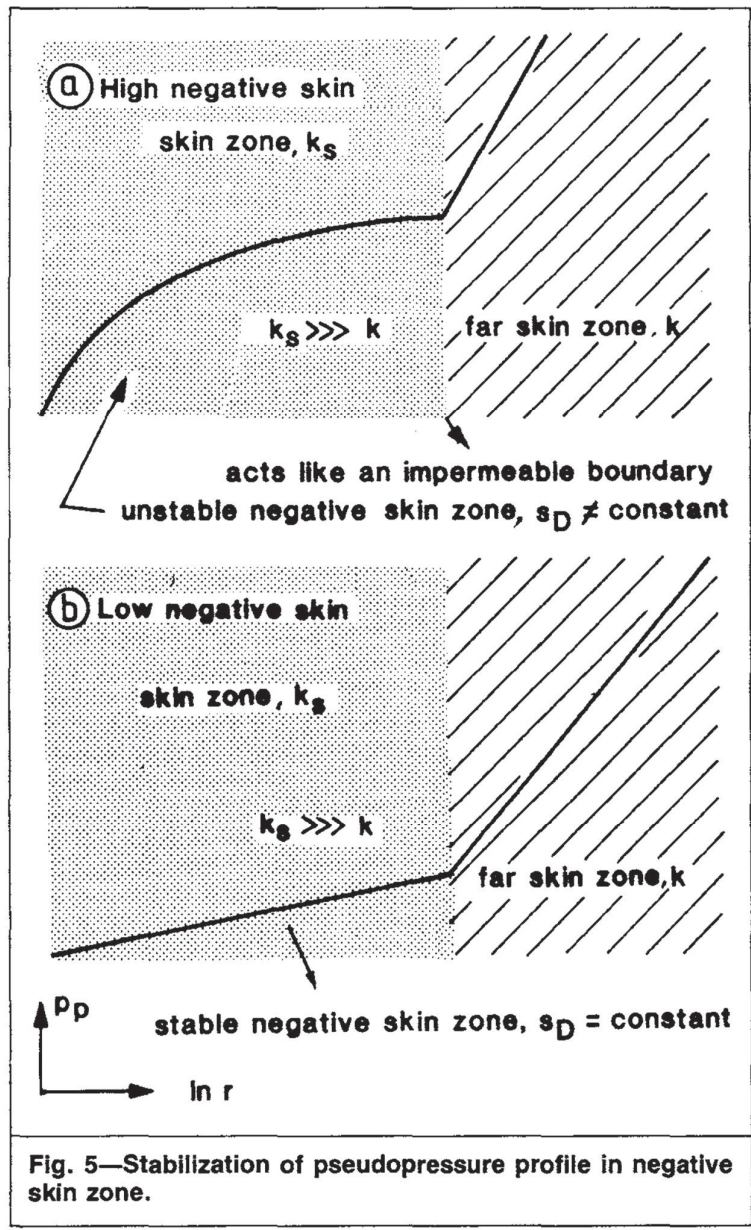 a High negative skin
skin zone, kₛ
kₛ >>> k
far skin zone, k
acts like an impermeable boundary
unstable negative skin zone, s_D ≠ constant
b Low negative skin
skin zone, kₛ
kₛ >>> k
far skin zone, k
stable negative skin zone, s_D = constant
pₚ
ln r
Fig. 5—Stabilization of pseudopressure profile in negative
skin zone.